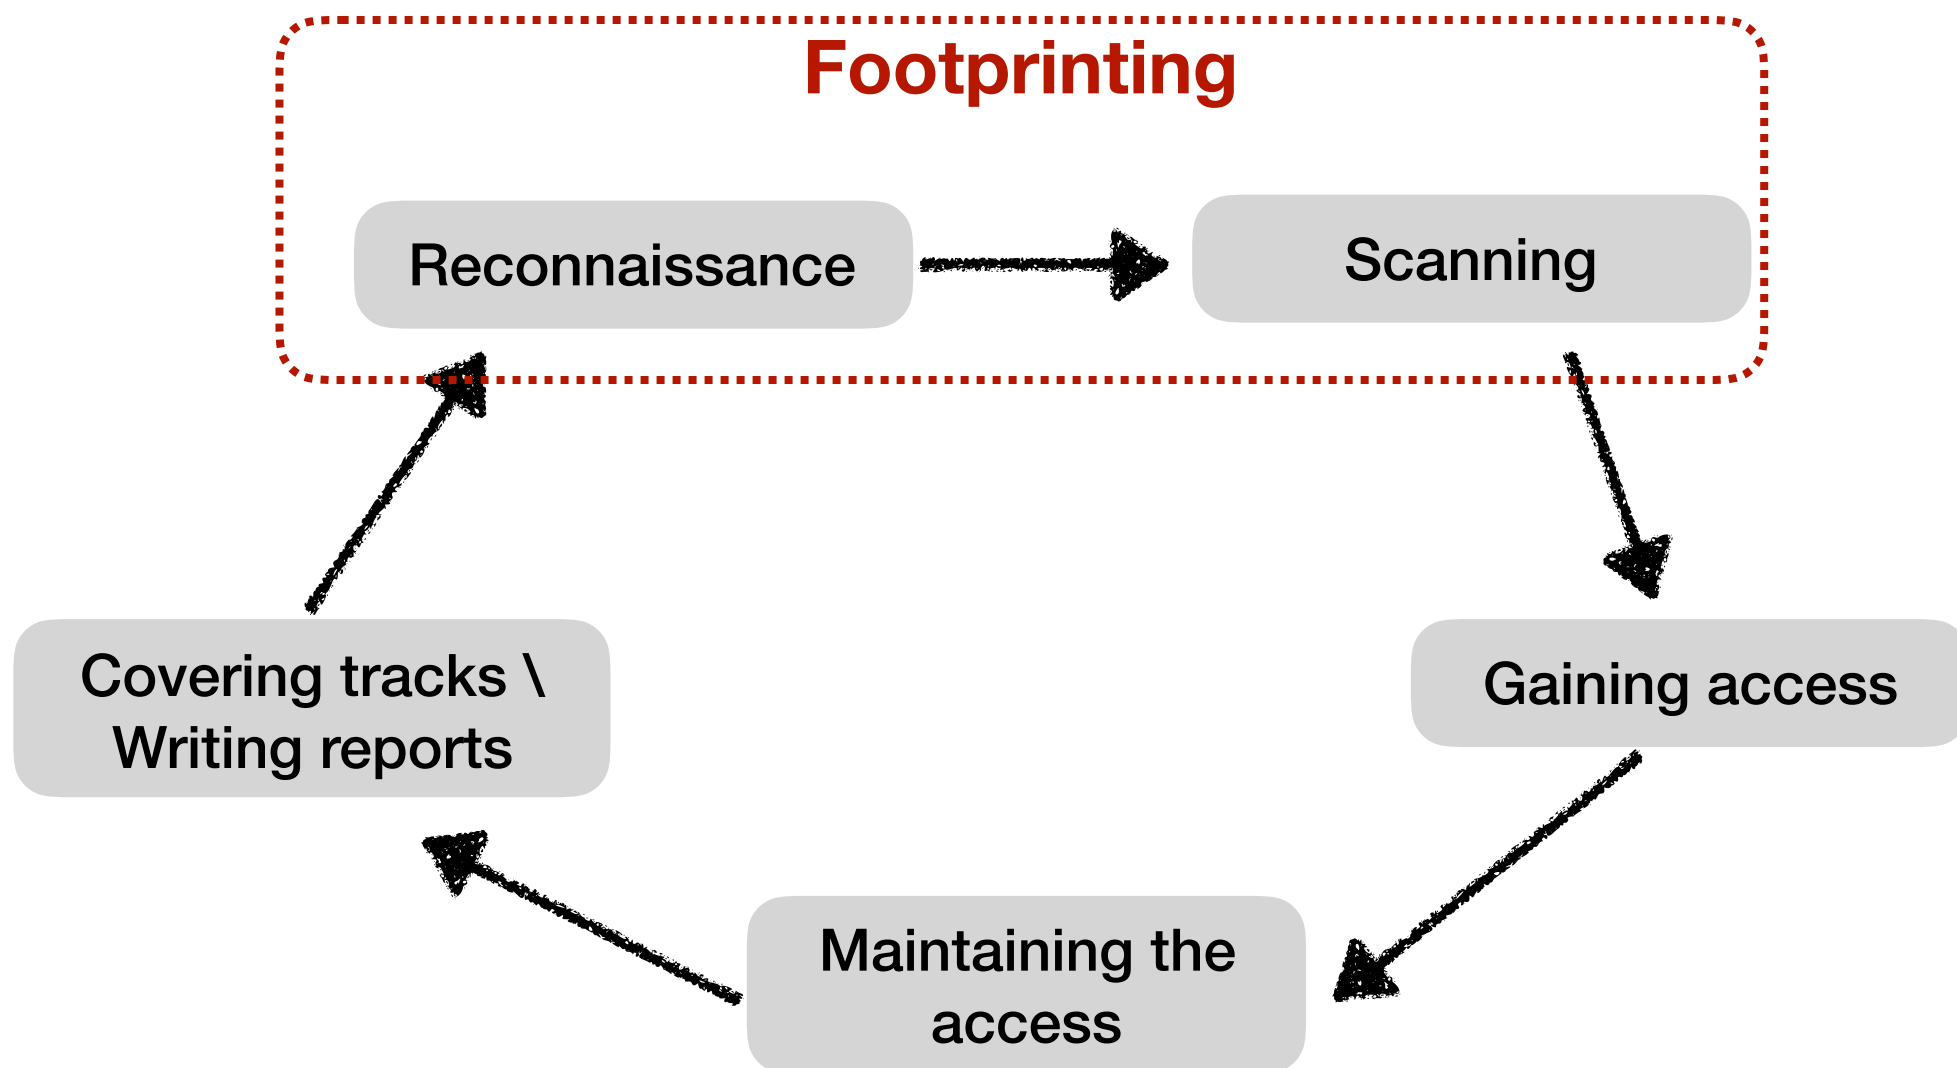 Footprinting
Reconnaissance
Scanning
Gaining access
Maintaining the
access
Covering tracks \
Writing reports